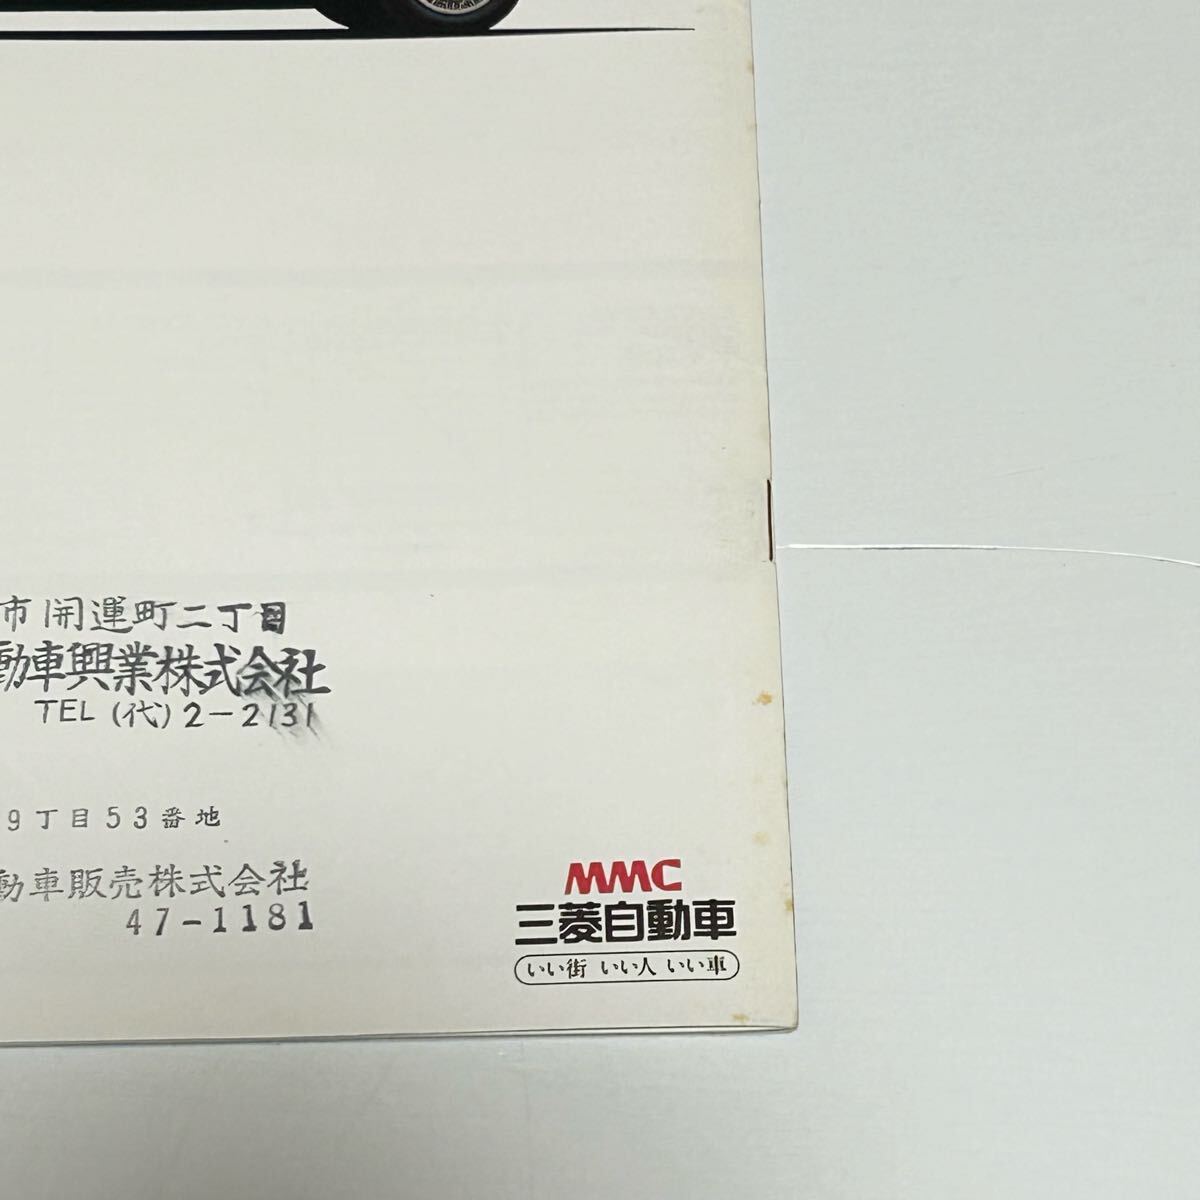 市開運町二丁目
動車興業株式会社
TEL (代) 2-2131
9丁目53番地
動車販売株式会社
47-1181
MMC
三菱自動車
いい街 いい人 いい車